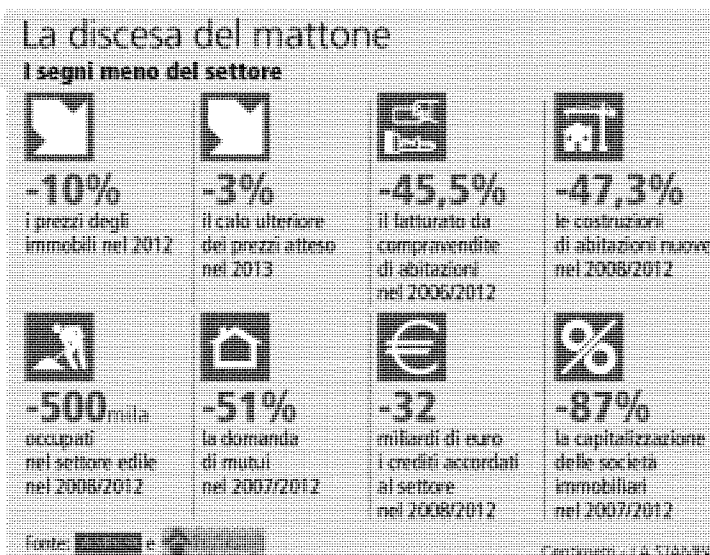 La discesa del mattone
I segni meno del settore
-10%
i prezzi degli
immobili nel 2012
-3%
il calo ulteriore
dei prezzi atteso
nel 2013
-45,5%
il fatturato da
compravendite
di abitazioni
nel 2006/2012
-47,3%
le costruzioni
di abitazioni nuove
nel 2008/2012
-500mila
occupati
nel settore edile
nel 2008/2012
-51%
la domanda
di mutui
nel 2007/2012
-32
miliardi di euro
i crediti accordati
al settore
nel 2008/2012
-87%
la capitalizzazione
delle società
immobiliari
nel 2007/2012
Fonte: e
Centimetri LA STAMPA